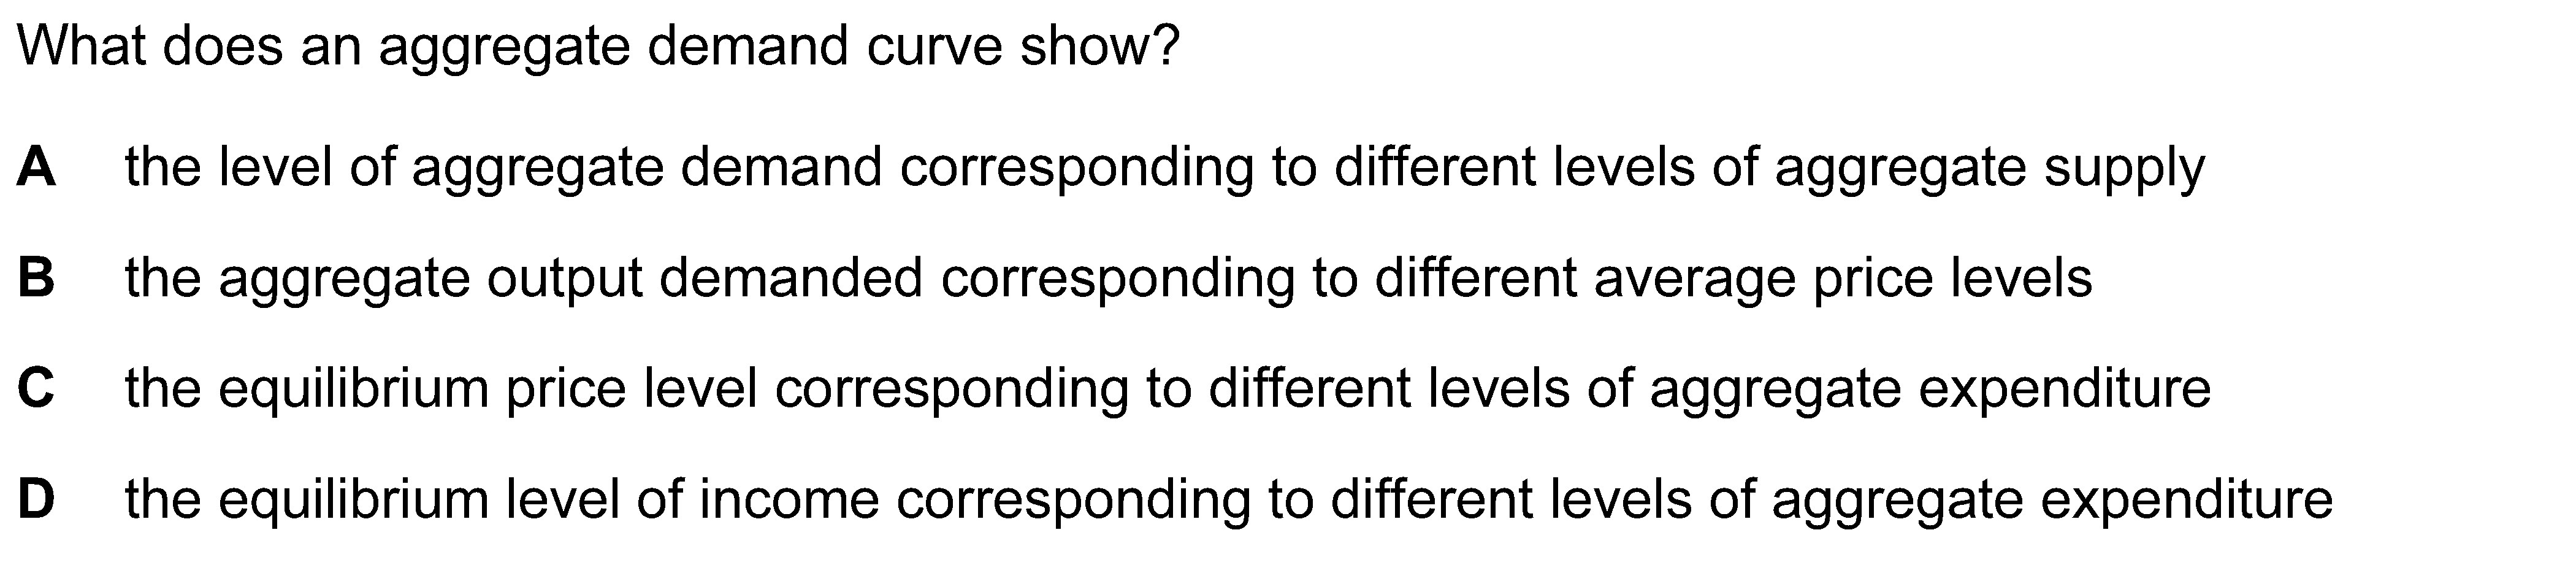 What does an aggregate demand curve show?
A the level of aggregate demand corresponding to different levels of aggregate supply
B the aggregate output demanded corresponding to different average price levels
C the equilibrium price level corresponding to different levels of aggregate expenditure
D the equilibrium level of income corresponding to different levels of aggregate expenditure